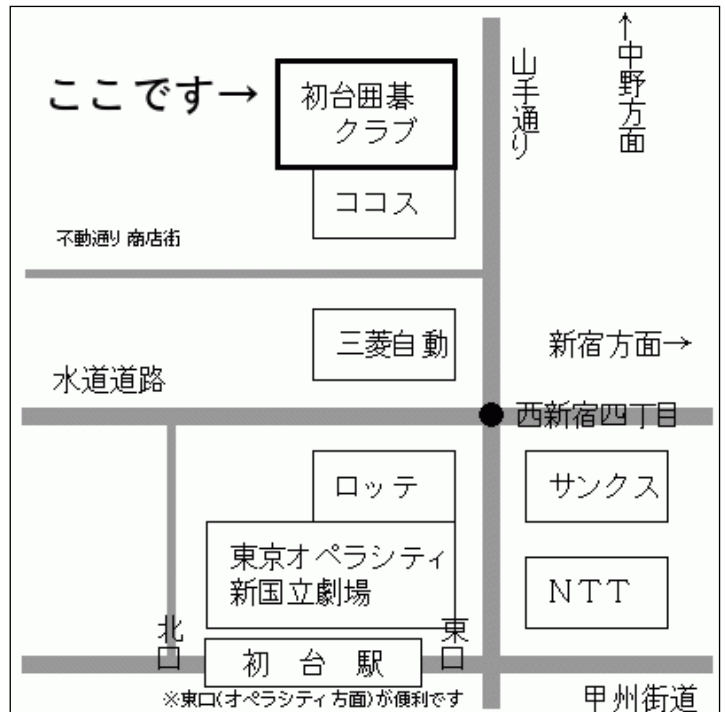 ↑中野方面
山手通り
ここです→
初台囲碁
クラブ
ココス
不動通り商店街
三菱自動
新宿方面→
水道道路
西新宿四丁目
ロッテ
サンクス
東京オペラシティ
新国立劇場
NTT
北口
東口
初台駅
※東口(オペラシティ方面)が便利です
甲州街道